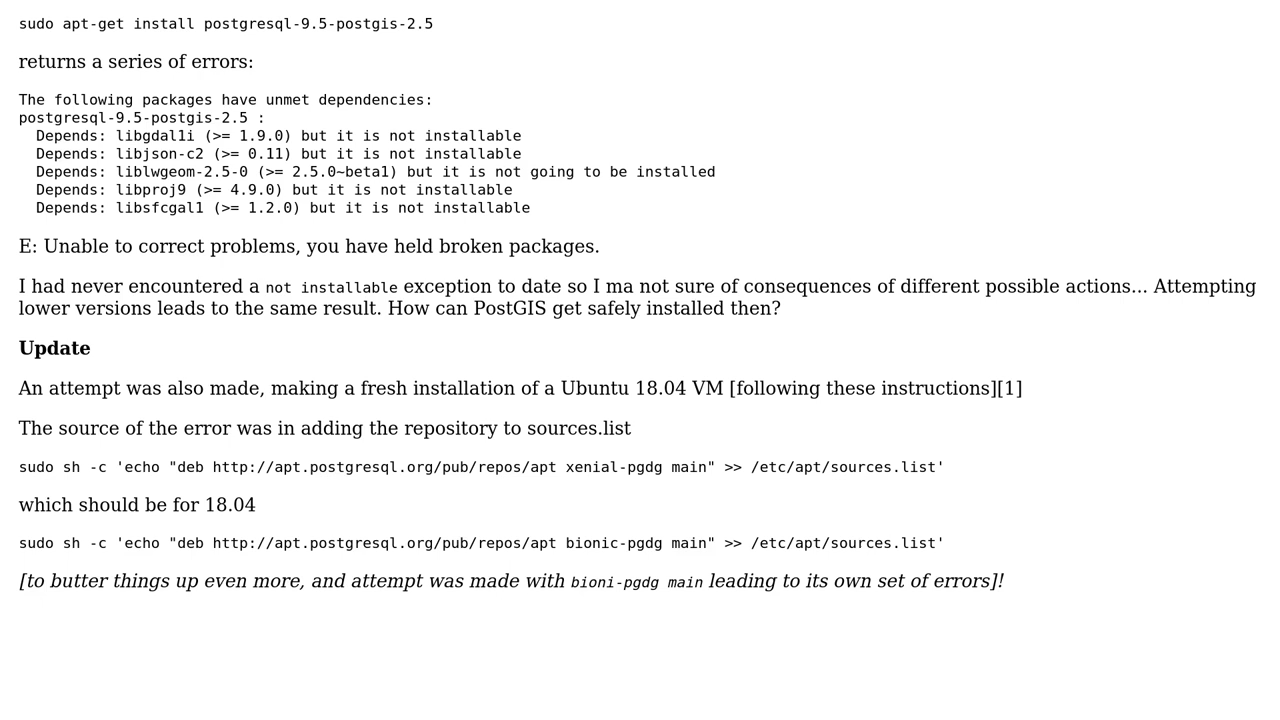 sudo apt-get install postgresql-9.5-postgis-2.5
returns a series of errors:
The following packages have unmet dependencies:
postgresql-9.5-postgis-2.5 :
  Depends: libgdal1i (>= 1.9.0) but it is not installable
  Depends: libjson-c2 (>= 0.11) but it is not installable
  Depends: liblwgeom-2.5-0 (>= 2.5.0~beta1) but it is not going to be installed
  Depends: libproj9 (>= 4.9.0) but it is not installable
  Depends: libsfcgal1 (>= 1.2.0) but it is not installable
E: Unable to correct problems, you have held broken packages.
I had never encountered a not installable exception to date so I ma not sure of consequences of different possible actions... Attempting
lower versions leads to the same result. How can PostGIS get safely installed then?
Update
An attempt was also made, making a fresh installation of a Ubuntu 18.04 VM [following these instructions][1]
The source of the error was in adding the repository to sources.list
sudo sh -c 'echo "deb http://apt.postgresql.org/pub/repos/apt xenial-pgdg main" >> /etc/apt/sources.list'
which should be for 18.04
sudo sh -c 'echo "deb http://apt.postgresql.org/pub/repos/apt bionic-pgdg main" >> /etc/apt/sources.list'
[to butter things up even more, and attempt was made with bioni-pgdg main leading to its own set of errors]!